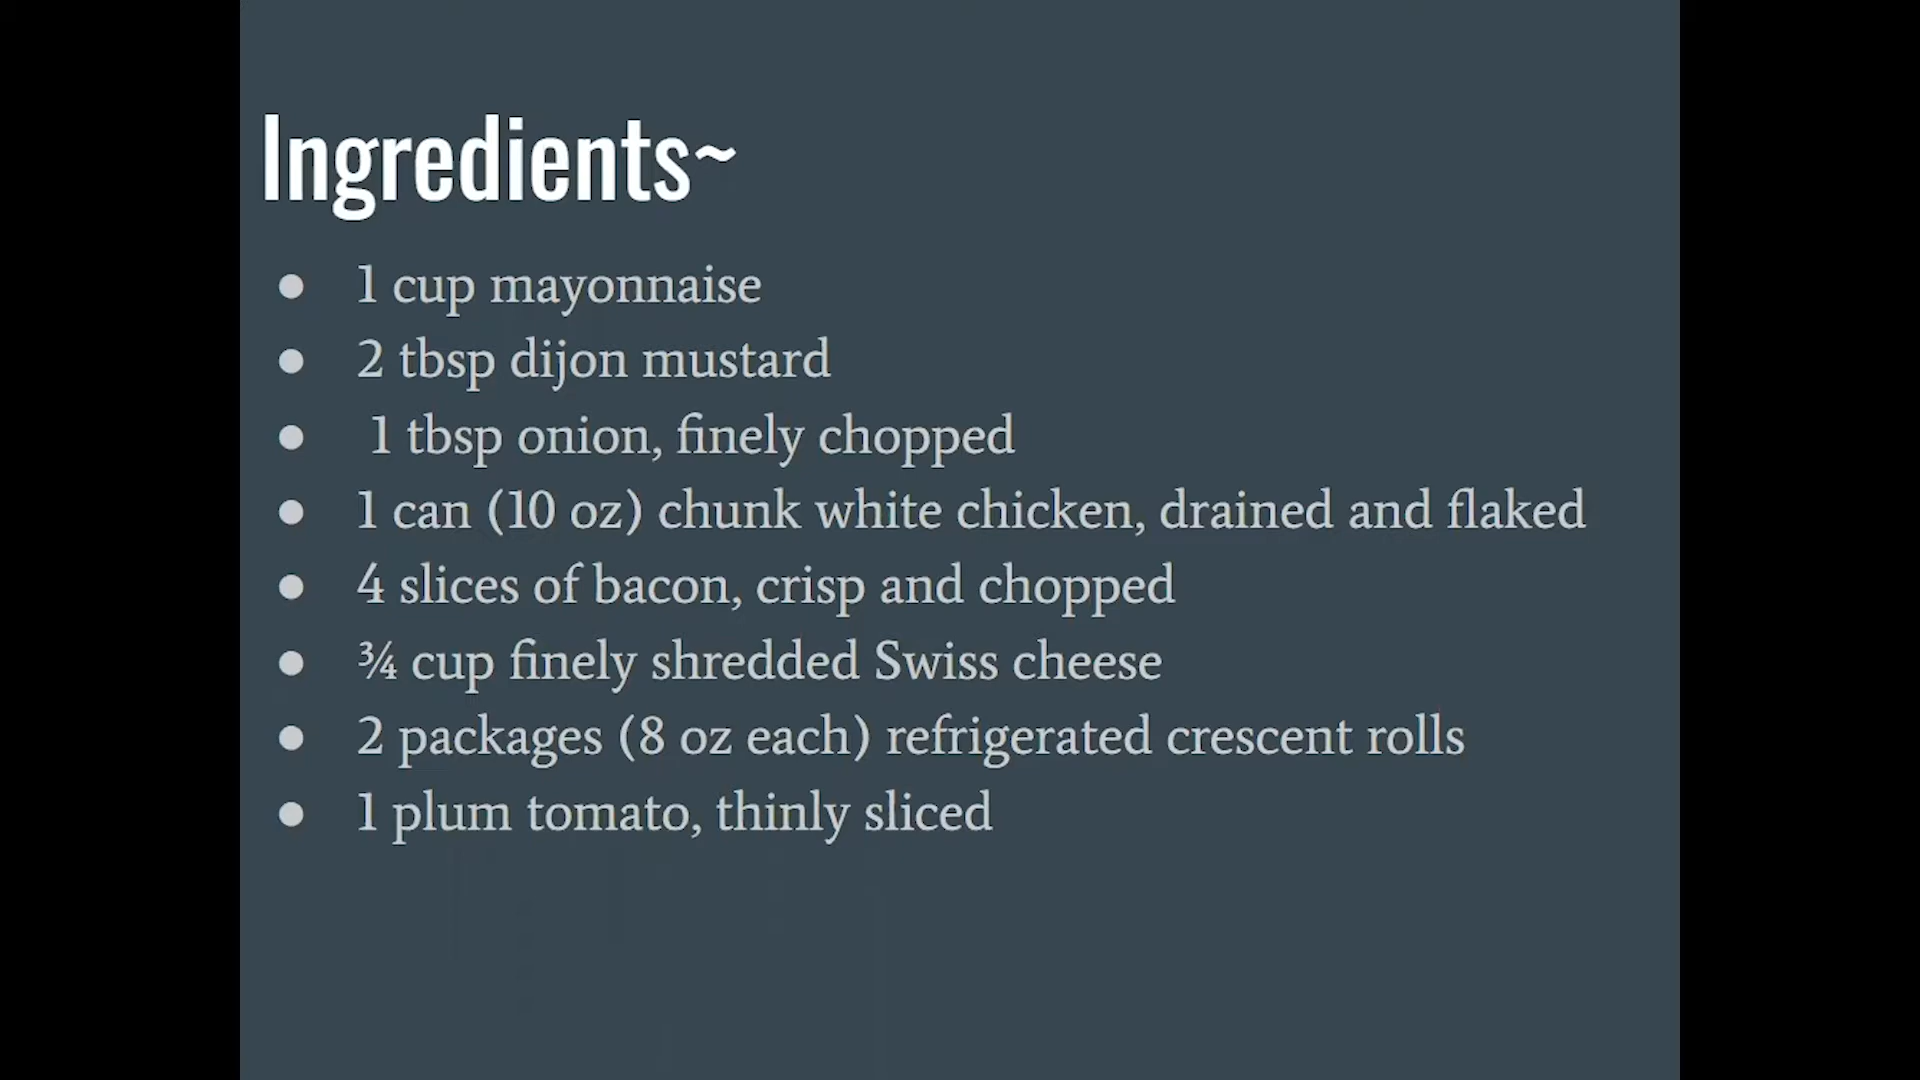 Ingredients~
● 1 cup mayonnaise
● 2 tbsp dijon mustard
● 1 tbsp onion, finely chopped
● 1 can (10 oz) chunk white chicken, drained and flaked
● 4 slices of bacon, crisp and chopped
● ¾ cup finely shredded Swiss cheese
● 2 packages (8 oz each) refrigerated crescent rolls
● 1 plum tomato, thinly sliced